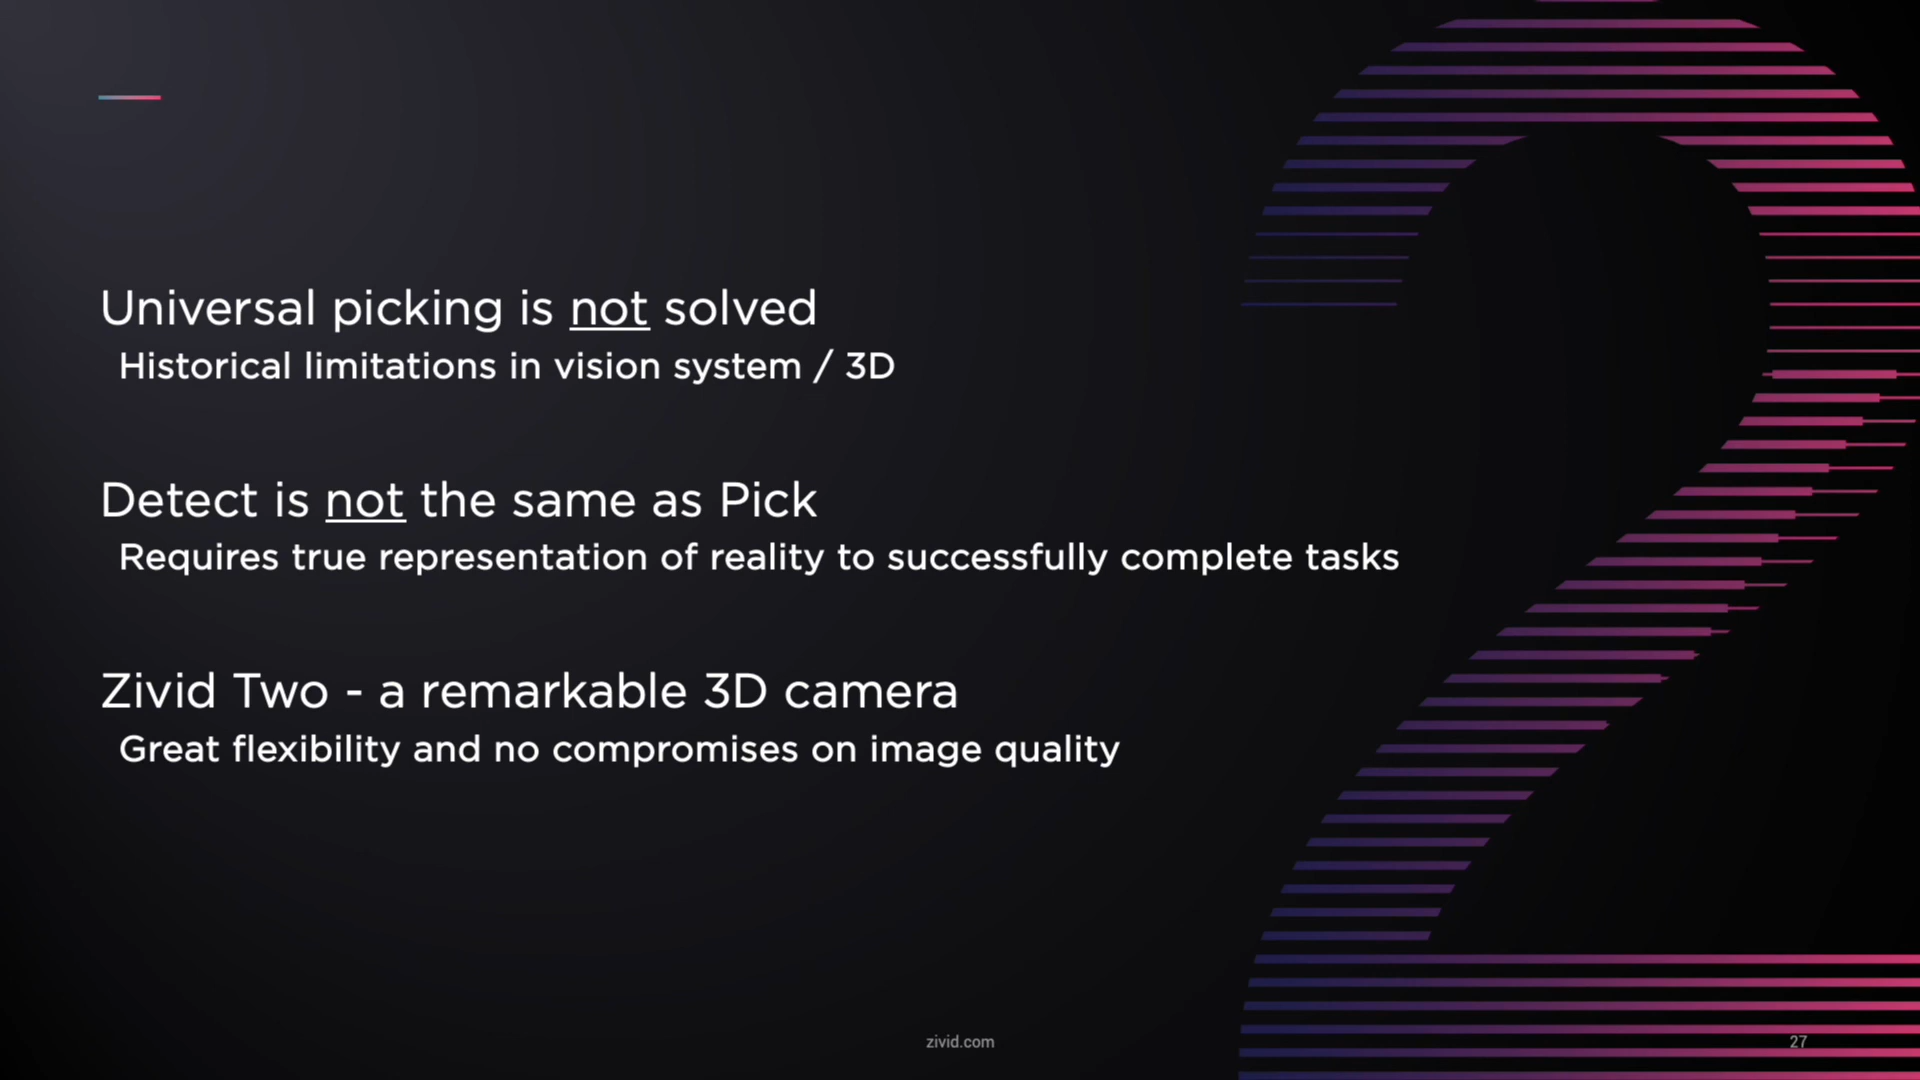 Universal picking is not solved
Historical limitations in vision system / 3D
Detect is not the same as Pick
Requires true representation of reality to successfully complete tasks
Zivid Two - a remarkable 3D camera
Great flexibility and no compromises on image quality
zivid.com
27